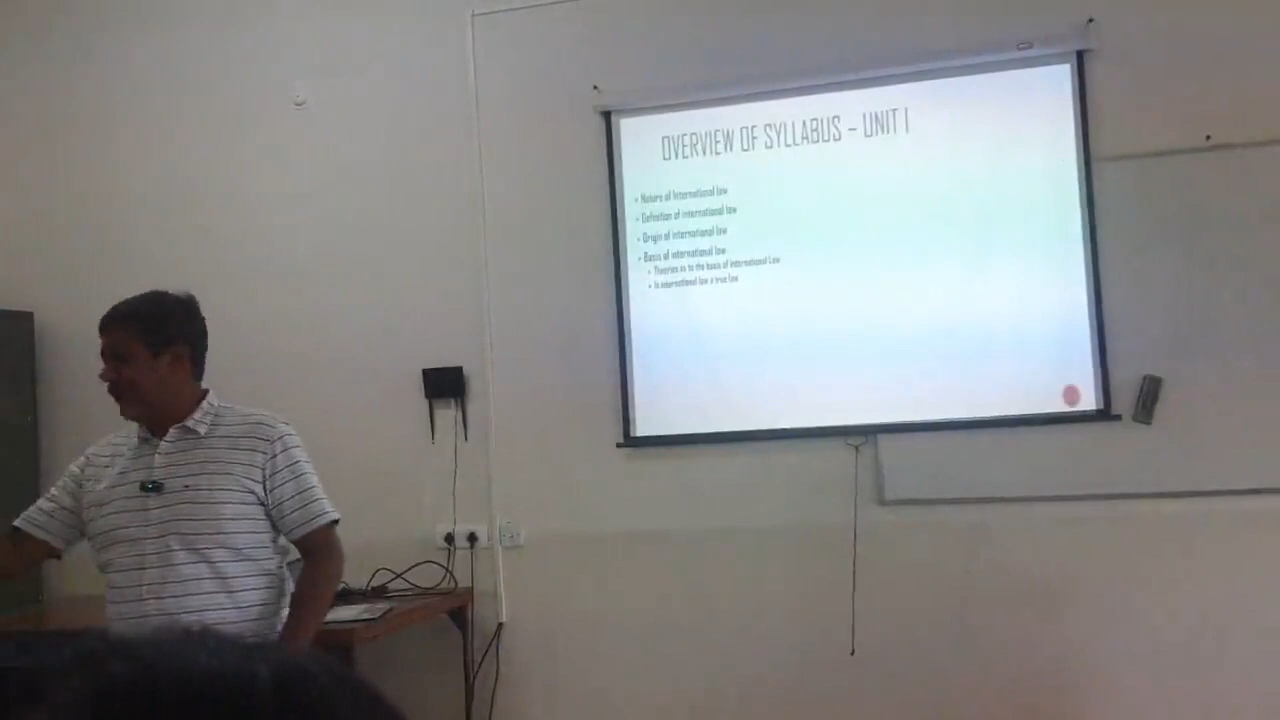 OVERVIEW OF SYLLABUS – UNIT I
Nature of International law
Definition of international law
Origin of international law
Basis of international law
Theories as to the basis of International Law
Is international law a true law